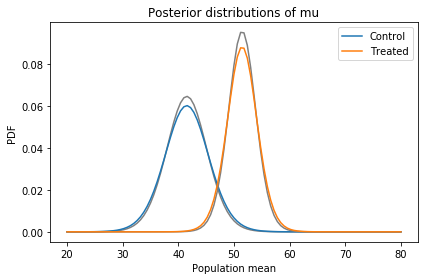 Posterior distributions of mu
Control
Treated
PDF
0.08
0.06
0.04
0.02
0.00
20 30 40 50 60 70 80
Population mean